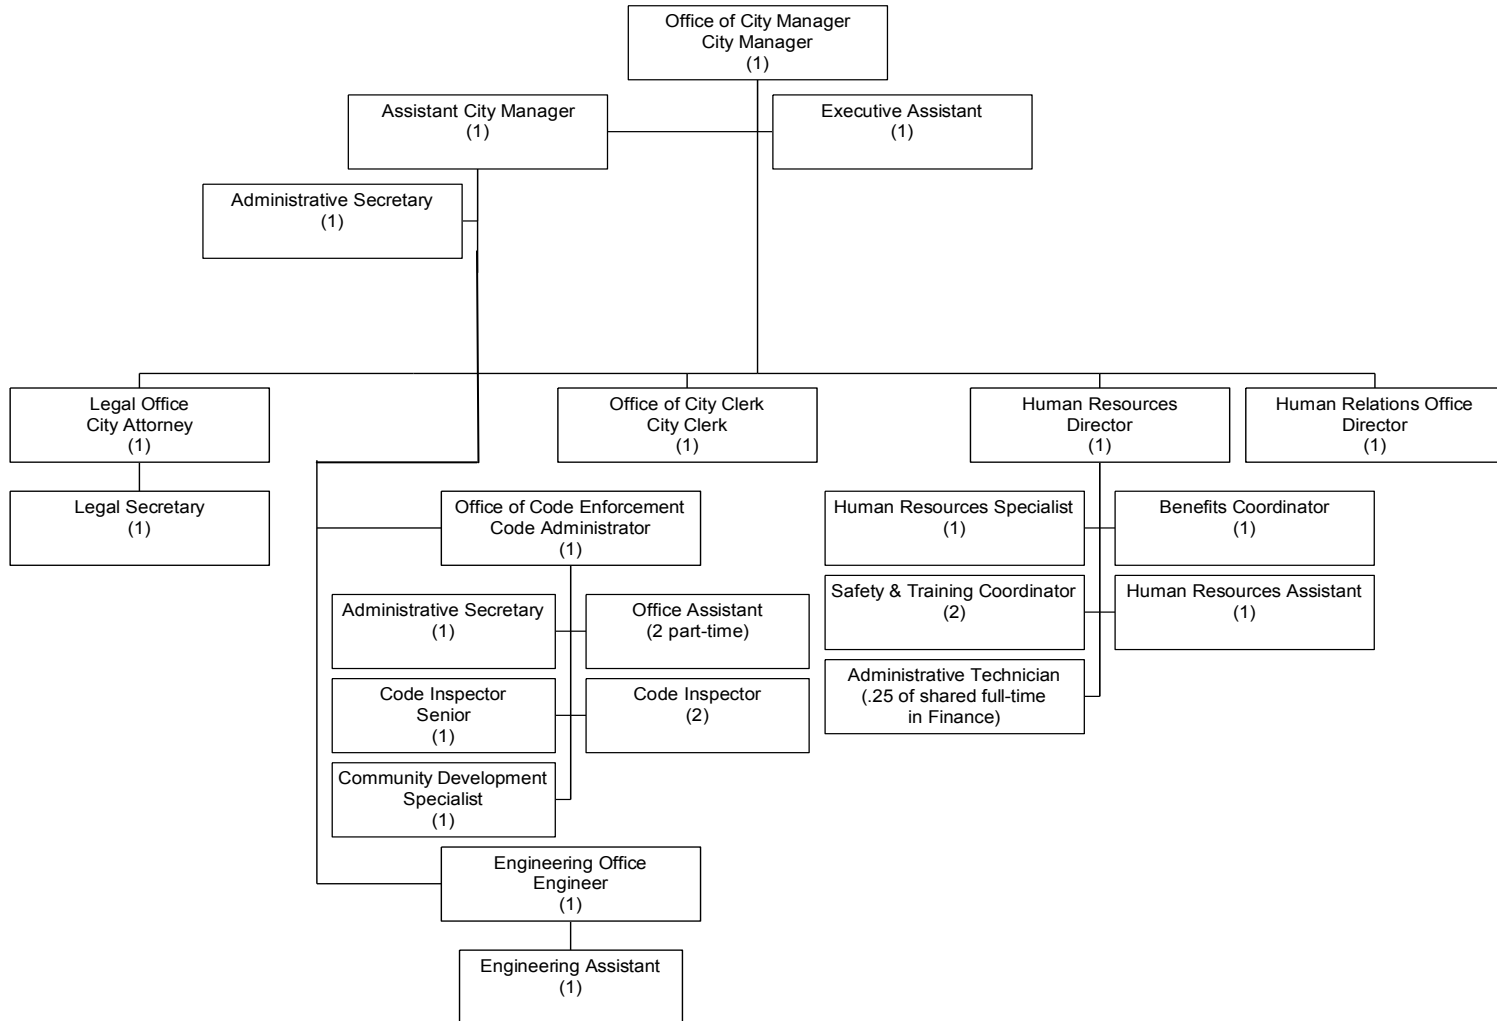 Office of City Manager
City Manager
(1)
Assistant City Manager
(1)
Executive Assistant
(1)
Administrative Secretary
(1)
Legal Office
City Attorney
(1)
Office of City Clerk
City Clerk
(1)
Human Resources
Director
(1)
Human Relations Office
Director
(1)
Legal Secretary
(1)
Office of Code Enforcement
Code Administrator
(1)
Human Resources Specialist
(1)
Benefits Coordinator
(1)
Administrative Secretary
(1)
Office Assistant
(2 part-time)
Safety & Training Coordinator
(2)
Human Resources Assistant
(1)
Code Inspector
Senior
(1)
Code Inspector
(2)
Administrative Technician
(.25 of shared full-time
in Finance)
Community Development
Specialist
(1)
Engineering Office
Engineer
(1)
Engineering Assistant
(1)